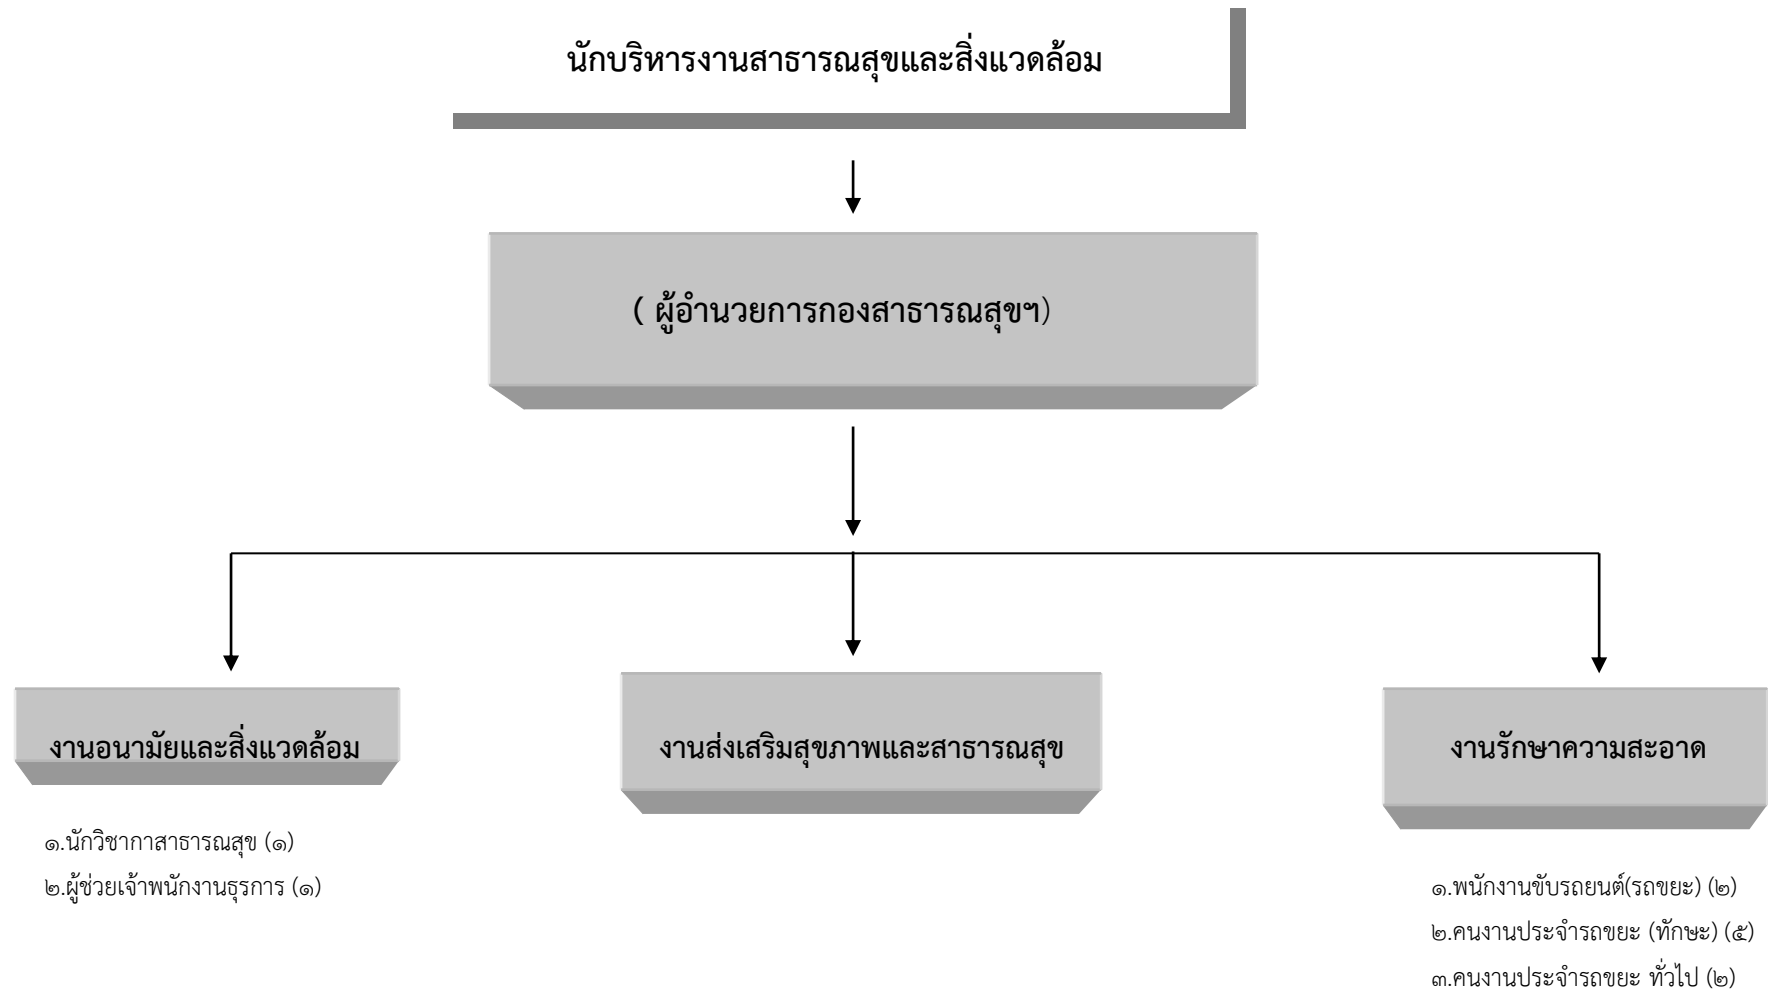 นักบริหารงานสาธารณสุขและสิ่งแวดล้อม
( ผู้อำนวยการกองสาธารณสุขฯ)
งานอนามัยและสิ่งแวดล้อม
๑.นักวิชากาสาธารณสุข (๑)
๒.ผู้ช่วยเจ้าพนักงานธุรการ (๑)
งานส่งเสริมสุขภาพและสาธารณสุข
งานรักษาความสะอาด
๑.พนักงานขับรถยนต์(รถขยะ) (๒)
๒.คนงานประจำรถขยะ (ทักษะ) (๕)
๓.คนงานประจำรถขยะ ทั่วไป (๒)